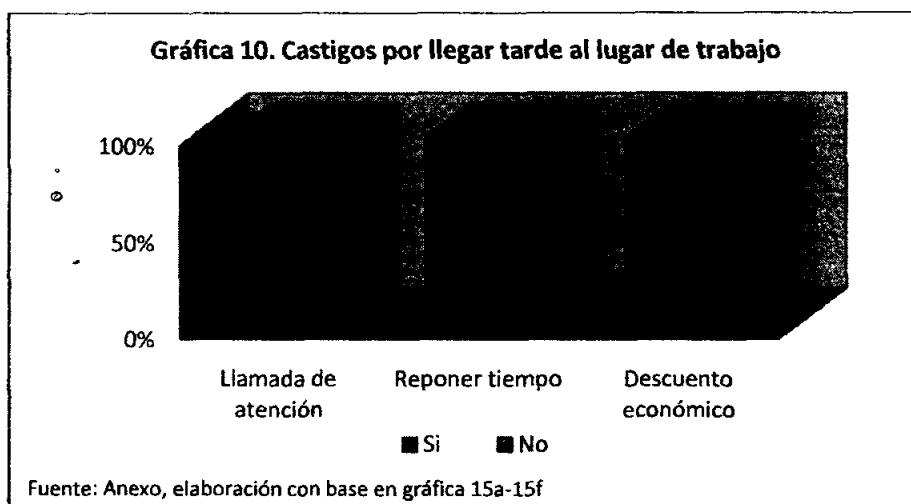 Gráfica 10. Castigos por llegar tarde al lugar de trabajo
100%
50%
0%
Llamada de atención
Reponer tiempo
Descuento económico
Si
No
Fuente: Anexo, elaboración con base en gráfica 15a-15f